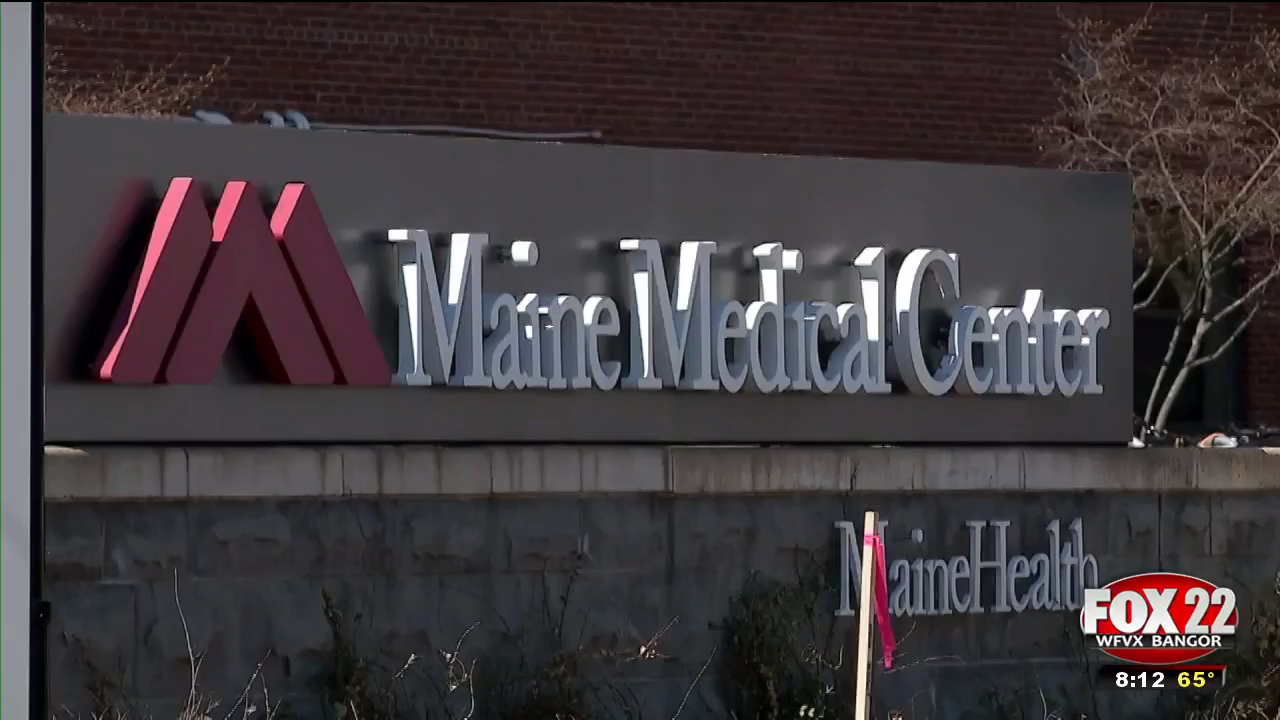 Maine Medical Center
MaineHealth
FOX 22
WFVX BANGOR
8:12 65°